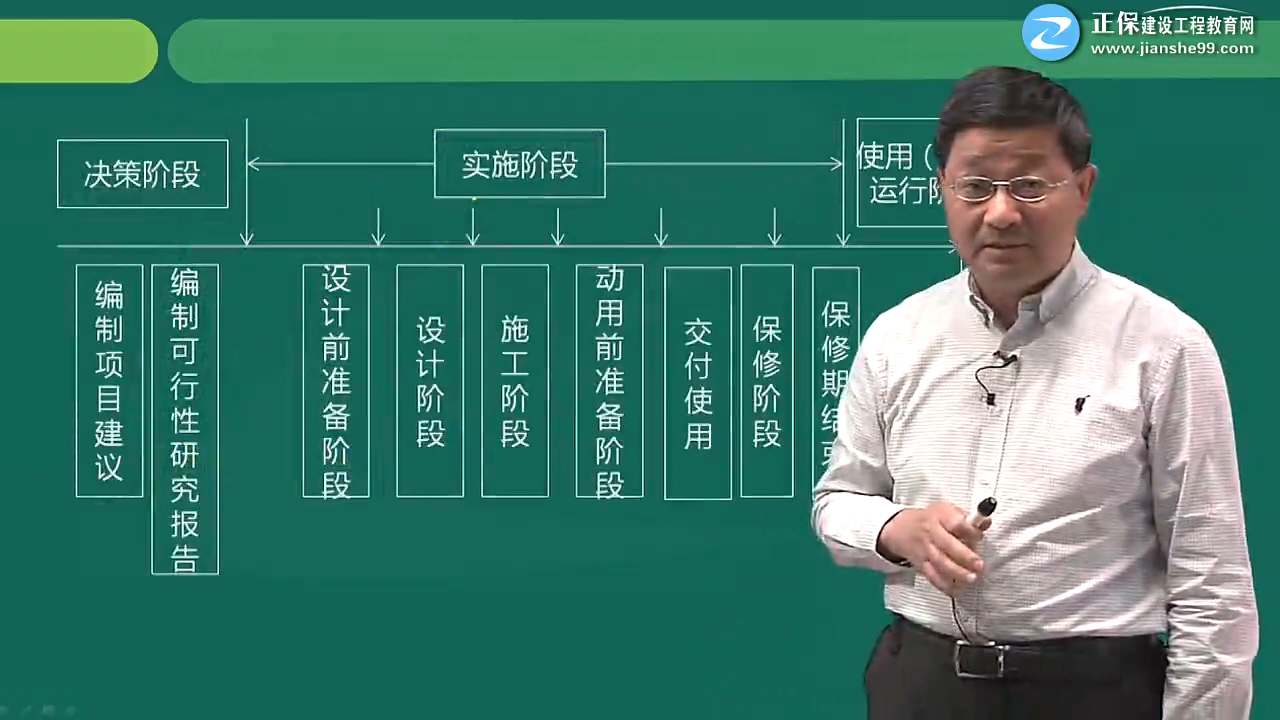 正保建设工程教育网
www.jianshe99.com
决策阶段
实施阶段
使用（
运行阶
编制项目建议
编制可行性研究报告
设计前准备阶段
设计阶段
施工阶段
动用前准备阶段
交付使用
保修阶段
保修期结束